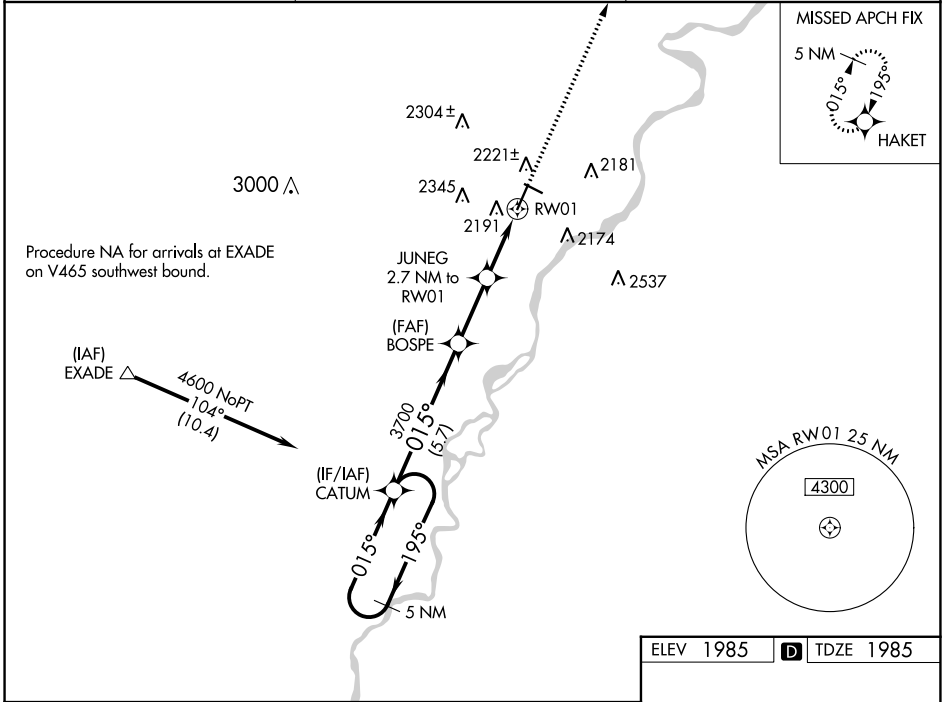 MISSED APCH FIX
5 NM
015°
195°
HAKET
2304±
2221±
2181
3000
2345
RW01
2191
2174
Procedure NA for arrivals at EXADE
on V465 southwest bound.
JUNEG
2.7 NM to
RW01
2537
(FAF)
BOSPE
(IAF)
EXADE
4600 NoPT
104°
(10.4)
3700
015°
(5.7)
MSA RW01 25 NM
4300
(IF/IAF)
CATUM
015°
195°
5 NM
ELEV 1985 D TDZE 1985